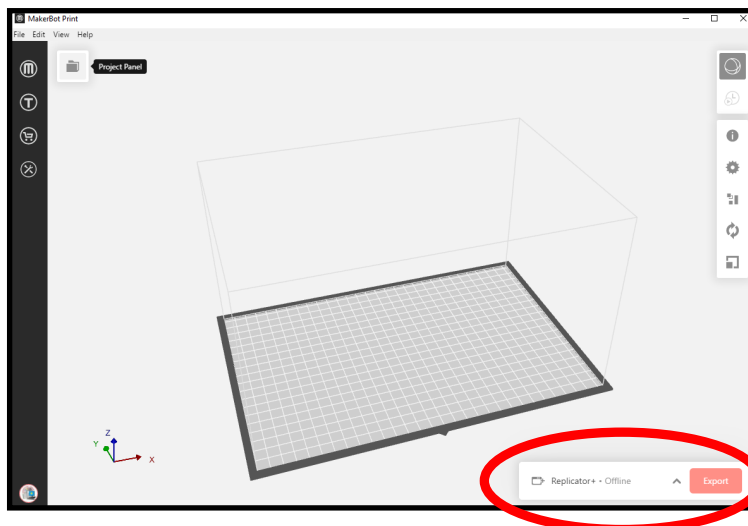 MakerBot Print
File Edit View Help
Project Panel
Z
Y
X
Replicator+ • Offline
Export